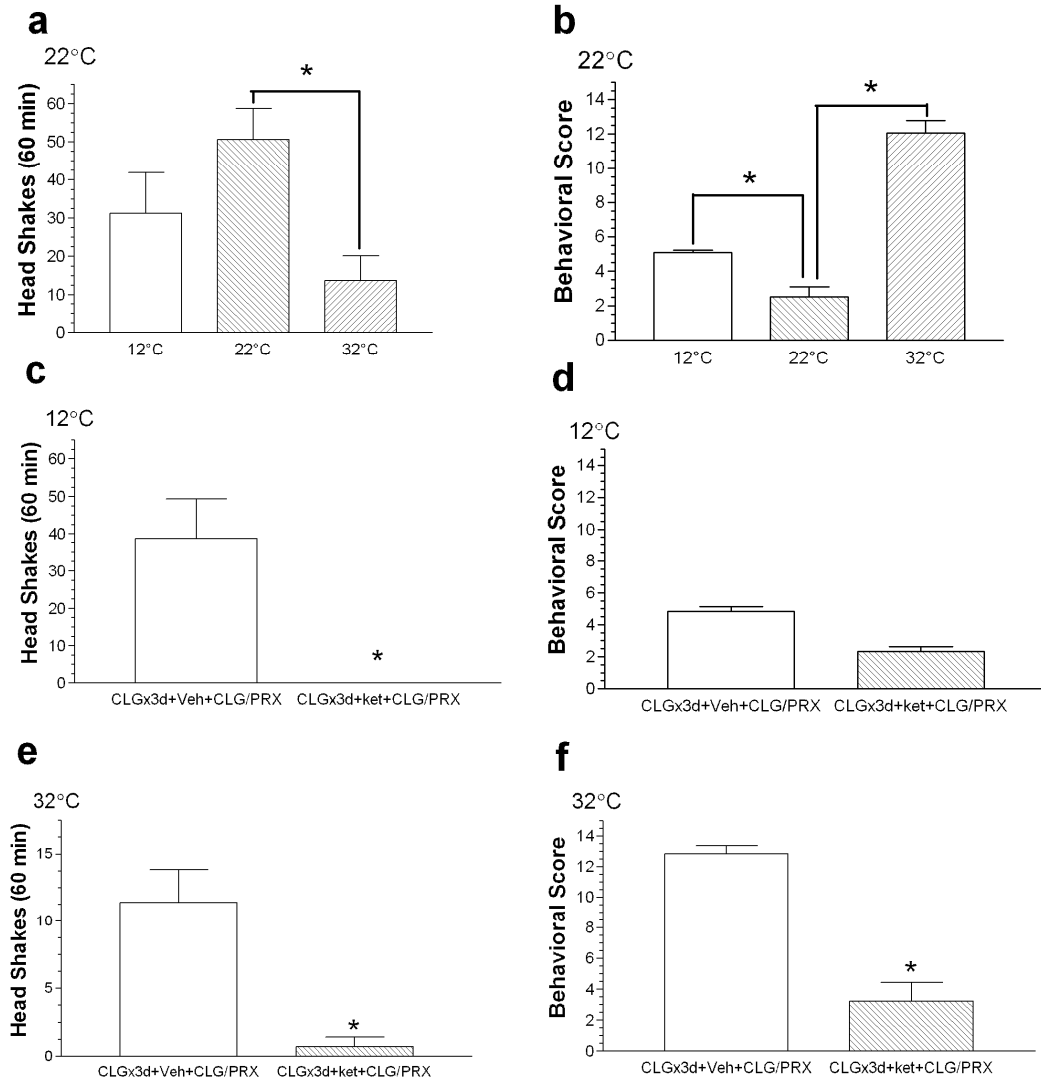 a
22°C
Head Shakes (60 min)
60
50
40
30
20
10
0
*
12°C 22°C 32°C
b
22°C
Behavioral Score
14
12
10
8
6
4
2
0
*
*
12°C 22°C 32°C
c
12°C
Head Shakes (60 min)
60
50
40
30
20
10
0
*
CLGx3d+Veh+CLG/PRX CLGx3d+ket+CLG/PRX
d
12°C
Behavioral Score
14
12
10
8
6
4
2
0
CLGx3d+Veh+CLG/PRX CLGx3d+ket+CLG/PRX
e
32°C
Head Shakes (60 min)
15
10
5
0
*
CLGx3d+Veh+CLG/PRX CLGx3d+ket+CLG/PRX
f
32°C
Behavioral Score
14
12
10
8
6
4
2
0
*
CLGx3d+Veh+CLG/PRX CLGx3d+ket+CLG/PRX